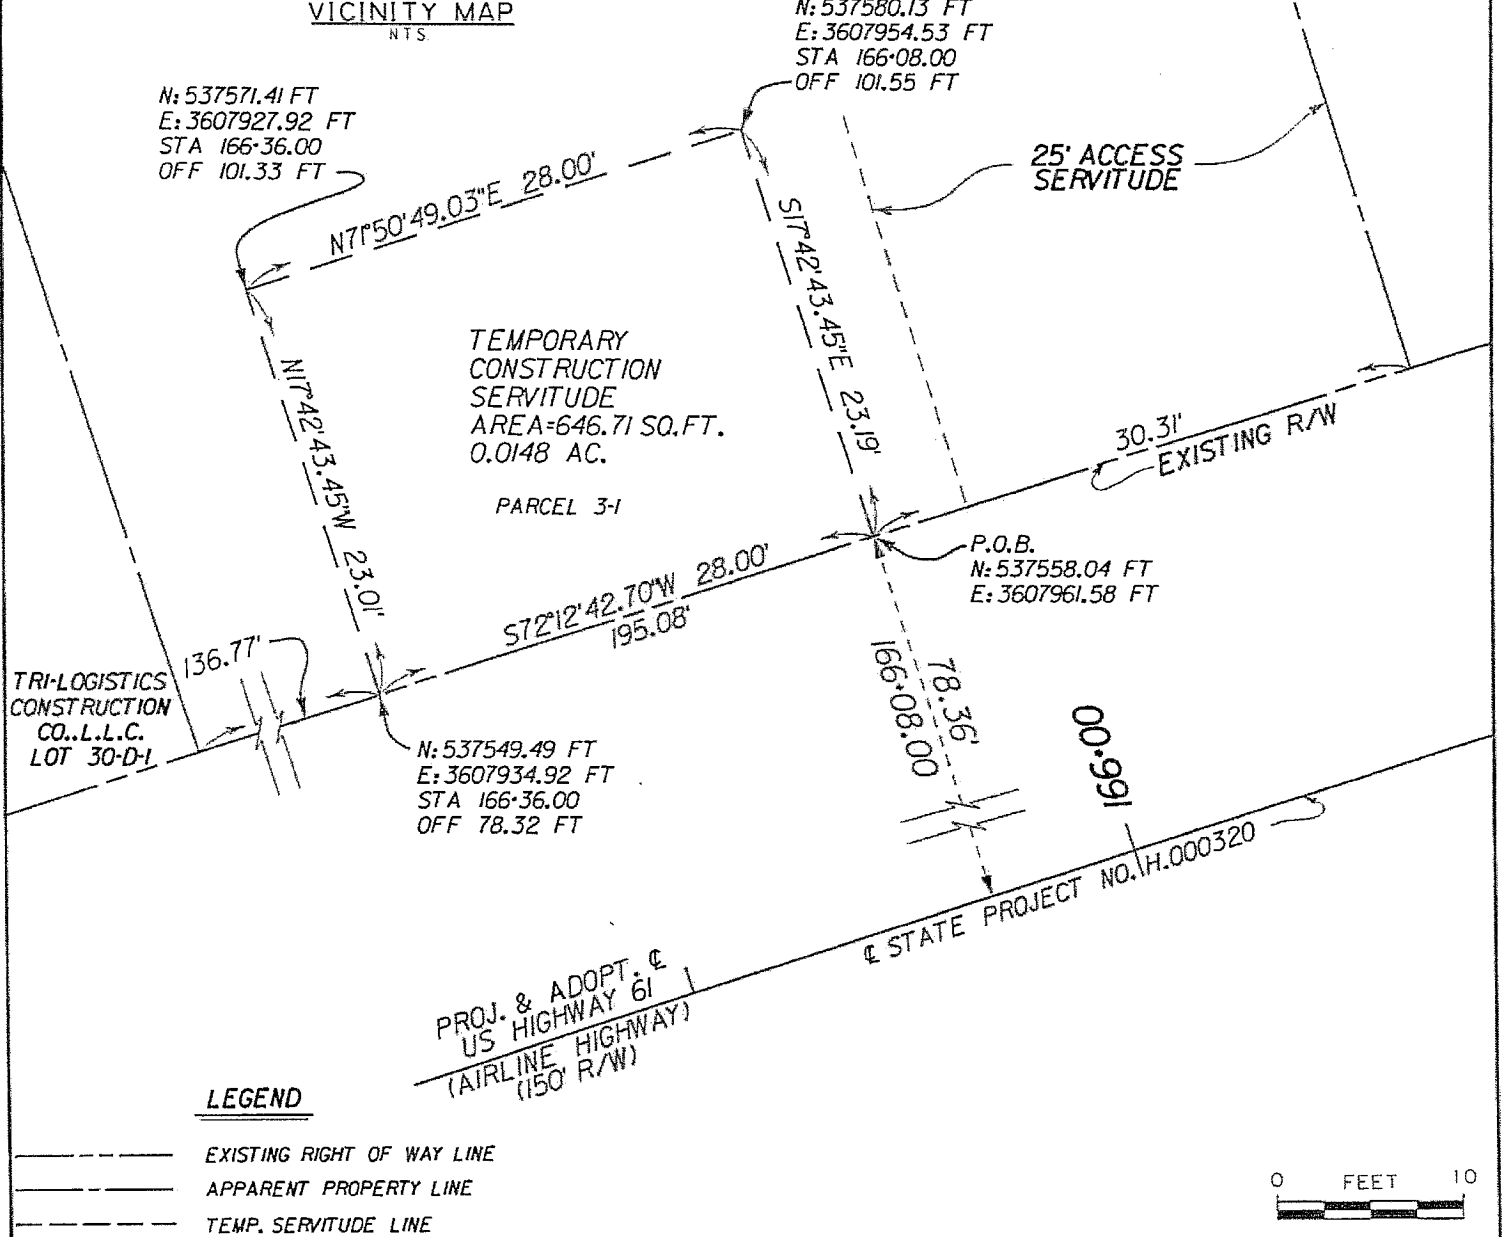 VICINITY MAP
NTS
N: 537580.13 FT
E: 3607954.53 FT
STA 166+08.00
OFF 101.55 FT
N: 537571.41 FT
E: 3607927.92 FT
STA 166+36.00
OFF 101.33 FT
25' ACCESS
SERVITUDE
N71°50'49.03"E 28.00'
S17°42'43.45"E 23.19'
TEMPORARY
CONSTRUCTION
SERVITUDE
AREA=646.71 SQ.FT.
0.0148 AC.
PARCEL 3-1
N17°42'43.45"W 23.01'
30.31'
EXISTING R/W
P.O.B.
N: 537558.04 FT
E: 3607961.58 FT
S72°12'42.70"W 28.00'
195.08'
136.77'
TRI-LOGISTICS
CONSTRUCTION
CO.,L.L.C.
LOT 30-D-1
N: 537549.49 FT
E: 3607934.92 FT
STA 166+36.00
OFF 78.32 FT
78.36'
166+08.00
166+00
℄ STATE PROJECT NO. H.000320
PROJ. & ADOPT. ℄
US HIGHWAY 61
(AIRLINE HIGHWAY)
(150' R/W)
LEGEND
EXISTING RIGHT OF WAY LINE
APPARENT PROPERTY LINE
TEMP. SERVITUDE LINE
0 FEET 10